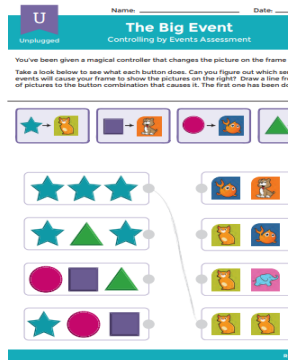 Name: Date:
U
Unplugged
The Big Event
Controlling by Events Assessment
You've been given a magical controller that changes the picture on the frame
Take a look below to see what each button does. Can you figure out which se
events will cause your frame to show the pictures on the right? Draw a line fr
of pictures to the button combination that causes it. The first one has been do